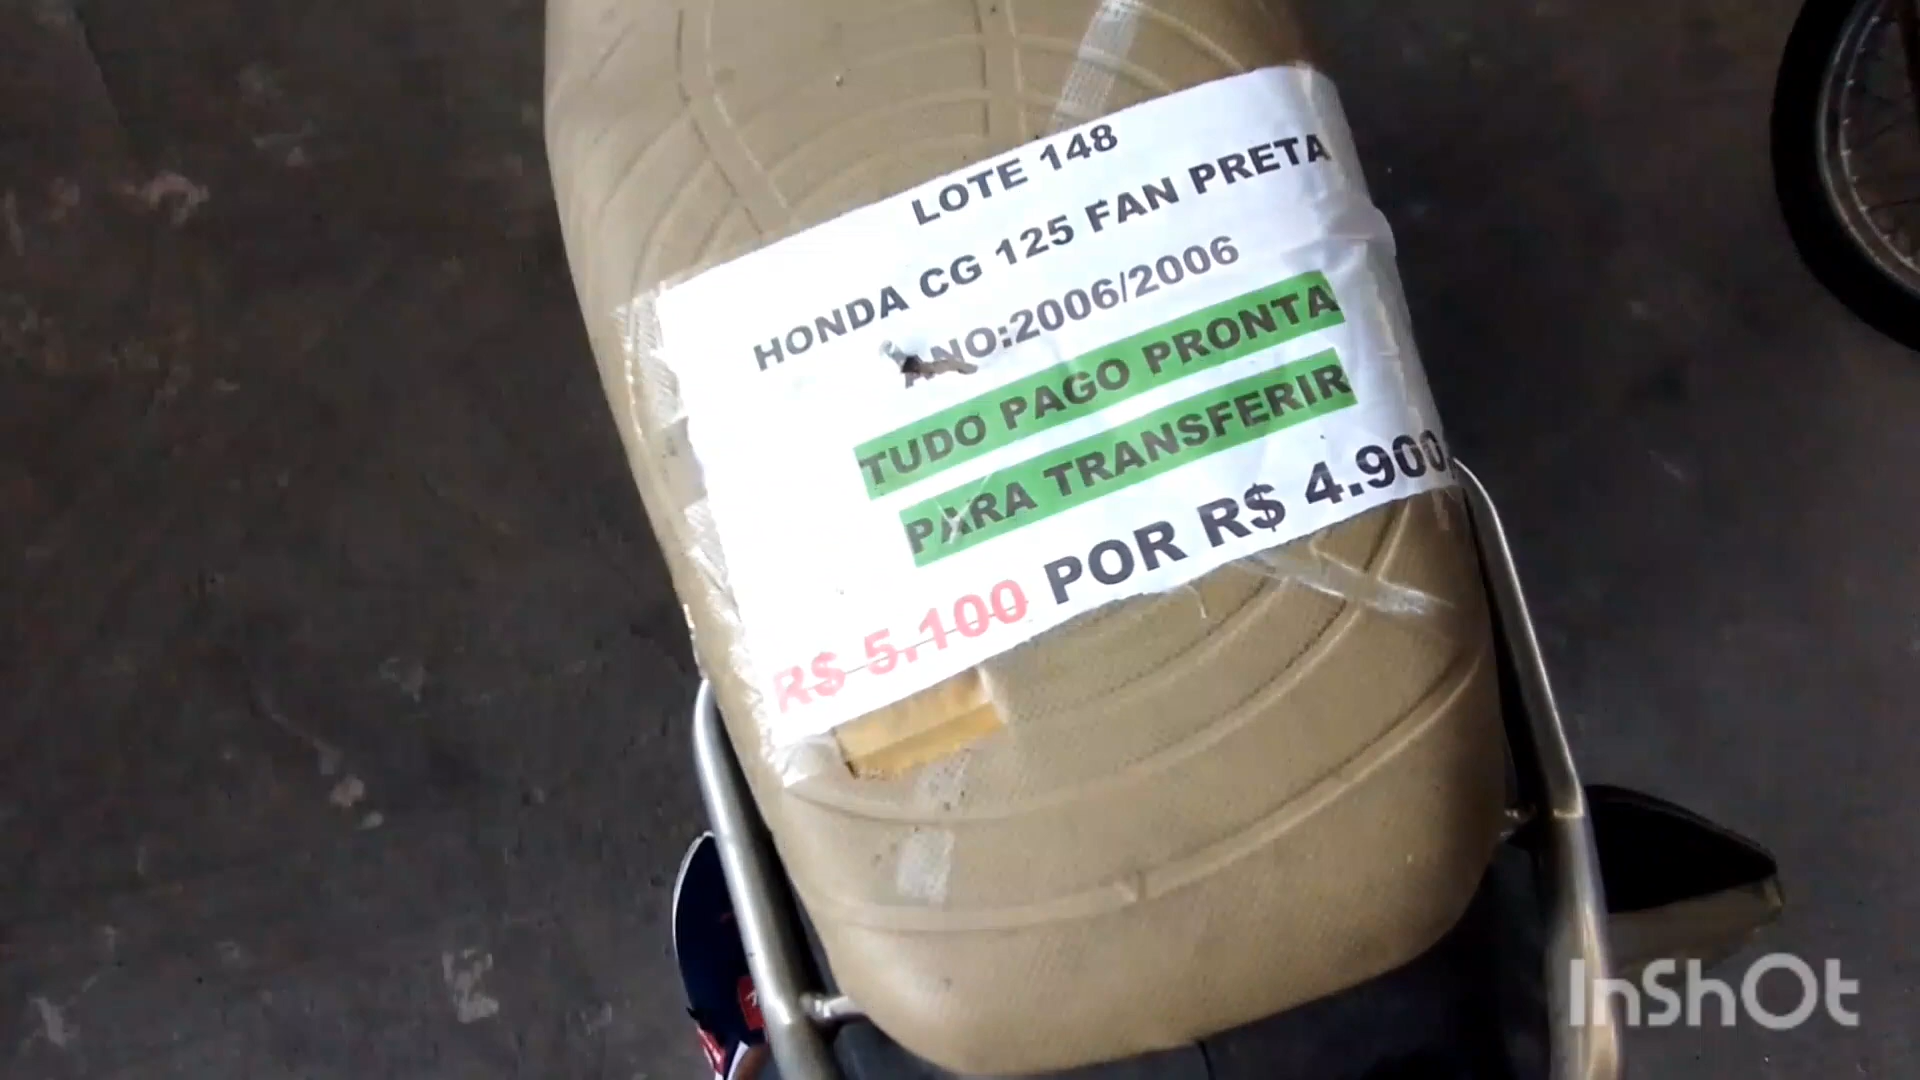 LOTE 148
HONDA CG 125 FAN PRETA
ANO:2006/2006
TUDO PAGO PRONTA
PARA TRANSFERIR
R$ 5.100 POR R$ 4.900
InShOt